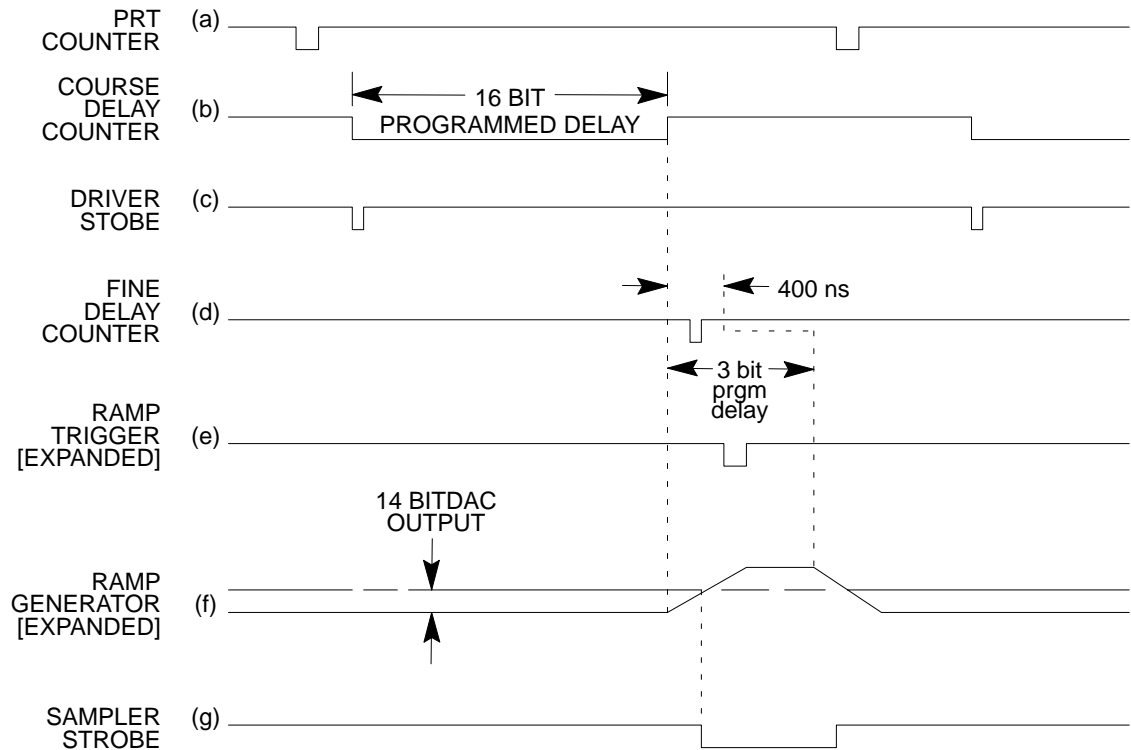 PRT
COUNTER
(a)
COURSE
DELAY
COUNTER
(b)
16 BIT
PROGRAMMED DELAY
DRIVER
STOBE
(c)
FINE
DELAY
COUNTER
(d)
400 ns
3 bit
prgm
delay
RAMP
TRIGGER
[EXPANDED]
(e)
14 BITDAC
OUTPUT
RAMP
GENERATOR
[EXPANDED]
(f)
SAMPLER
STROBE
(g)